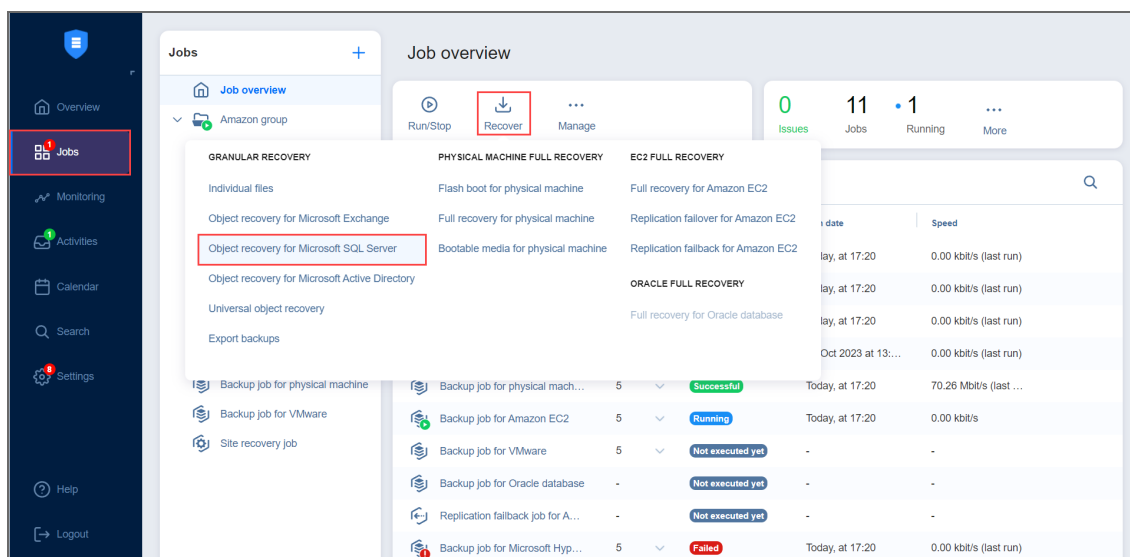 Overview
1
Jobs
Monitoring
1
Activities
Calendar
Search
8
Settings
Help
Logout
Jobs
+
Job overview
Amazon group
Backup job for physical machine
Backup job for VMware
Site recovery job
Job overview
Run/Stop
Recover
Manage
0
Issues
11
Jobs
1
Running
More
GRANULAR RECOVERY
Individual files
Object recovery for Microsoft Exchange
Object recovery for Microsoft SQL Server
Object recovery for Microsoft Active Directory
Universal object recovery
Export backups
PHYSICAL MACHINE FULL RECOVERY
Flash boot for physical machine
Full recovery for physical machine
Bootable media for physical machine
EC2 FULL RECOVERY
Full recovery for Amazon EC2
Replication failover for Amazon EC2
Replication failback for Amazon EC2
ORACLE FULL RECOVERY
Full recovery for Oracle database
date Speed
at 17:20 0.00 kbit/s (last run)
at 17:20 0.00 kbit/s (last run)
at 17:20 0.00 kbit/s (last run)
Oct 2023 at 13:... 0.00 kbit/s (last run)
Backup job for physical mach... 5 Successful Today, at 17:20 70.26 Mbit/s (last ...
Backup job for Amazon EC2 5 Running Today, at 17:20 0.00 kbit/s
Backup job for VMware 5 Not executed yet - -
Backup job for Oracle database - Not executed yet - -
Replication failback job for A... - Not executed yet - -
Backup job for Microsoft Hyp... 5 Failed Today, at 17:20 0.00 kbit/s (last run)